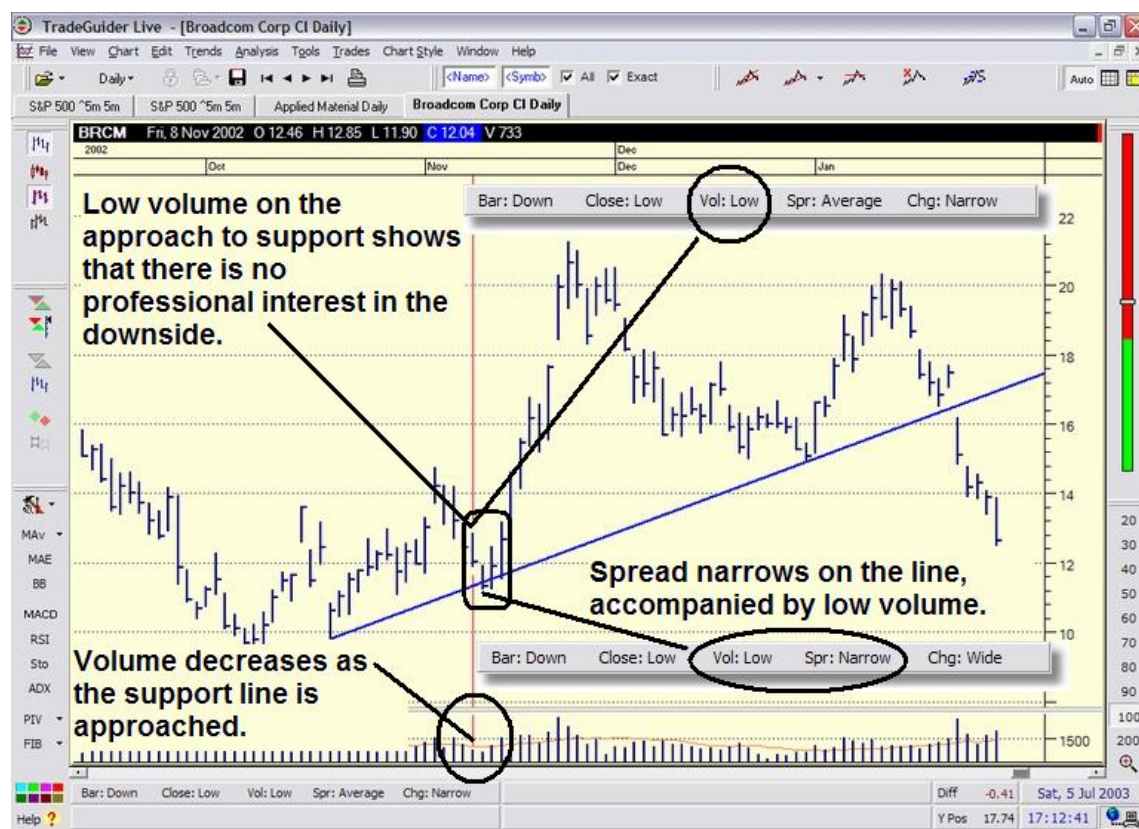 TradeGuider Live - [Broadcom Corp Cl Daily]
File View Chart Edit Trends Analysis Tools Trades Chart Style Window Help
Daily <Name> <Symb> All Exact Auto
S&P 500 ^5m 5m S&P 500 ^5m 5m Applied Material Daily Broadcom Corp Cl Daily
BRCM Fri, 8 Nov 2002 O 12.46 H 12.85 L 11.90 C 12.04 V 733
2002 Dec
Oct Nov Dec Jan
Bar: Down Close: Low Vol: Low Spr: Average Chg: Narrow
Low volume on the
approach to support shows
that there is no
professional interest in the
downside.
22
20
18
16
14
12
10
Spread narrows on the line,
accompanied by low volume.
Bar: Down Close: Low Vol: Low Spr: Narrow Chg: Wide
Volume decreases as
the support line is
approached.
1500
MAv
MAE
BB
MACD
RSI
Sto
ADX
PIV
FIB
20
30
40
50
60
70
80
90
100
200
Bar: Down Close: Low Vol: Low Spr: Average Chg: Narrow Diff -0.41 Sat, 5 Jul 2003
Help ? Y Pos 17.74 17:12:41